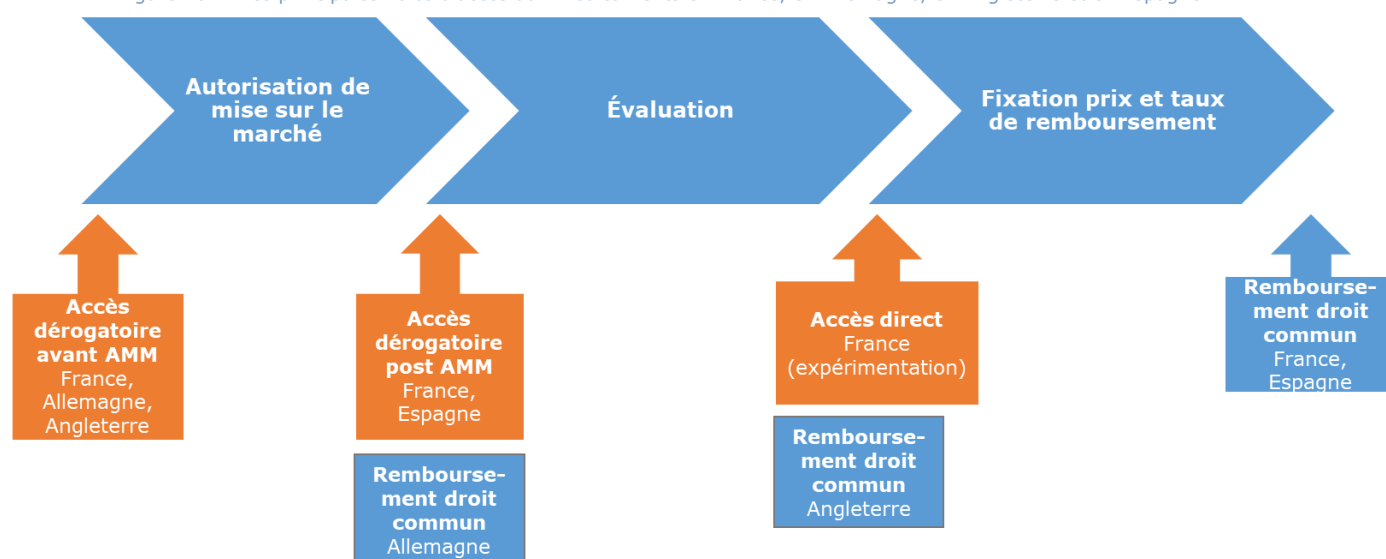 Autorisation de
mise sur le
marché
Évaluation
Fixation prix et taux
de remboursement
Accès
dérogatoire
avant AMM
France,
Allemagne,
Angleterre
Accès
dérogatoire
post AMM
France,
Espagne
Rembourse-
ment droit
commun
Allemagne
Accès direct
France
(expérimentation)
Rembourse-
ment droit
commun
Angleterre
Rembourse-
ment droit
commun
France,
Espagne